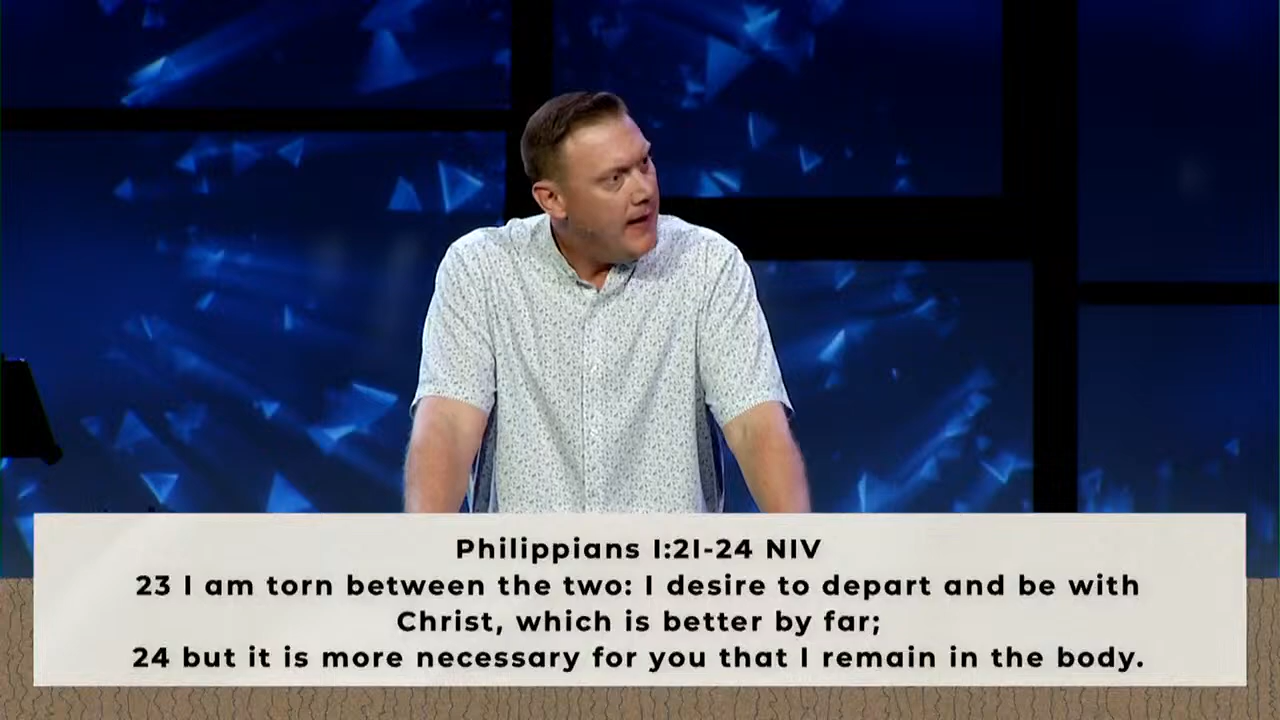 Philippians 1:21-24 NIV
23 I am torn between the two: I desire to depart and be with
Christ, which is better by far;
24 but it is more necessary for you that I remain in the body.